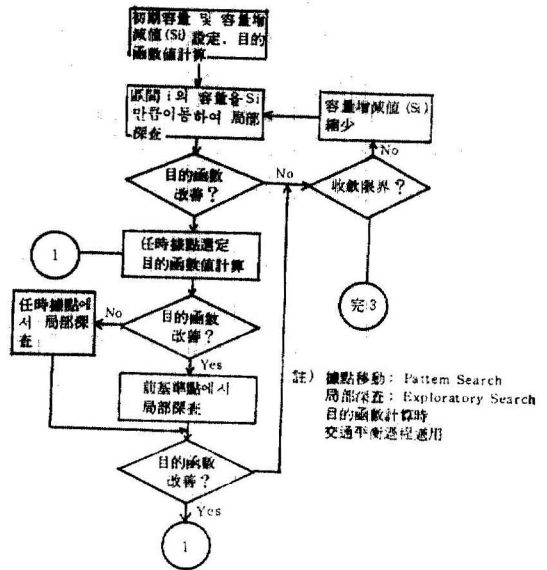 初期容量 및 容量增
減値(Si) 設定, 目的
函數値計算
區間 i 의 容量을 Si
만큼이동하여 局部
探査
容量增減値 (Si)
縮少
No
目的函數
改善?
No
收斂限界?
1
任時據點選定
目的函數値計算
完了
任時據點에
서 局部探
査
No
目的函數
改善?
Yes
前基準點에서
局部探査
註) 據點移動: Pattern Search
局部探査: Exploratory Search
目的函數計算時
交通平衡過程適用
目的函數
改善?
Yes
1